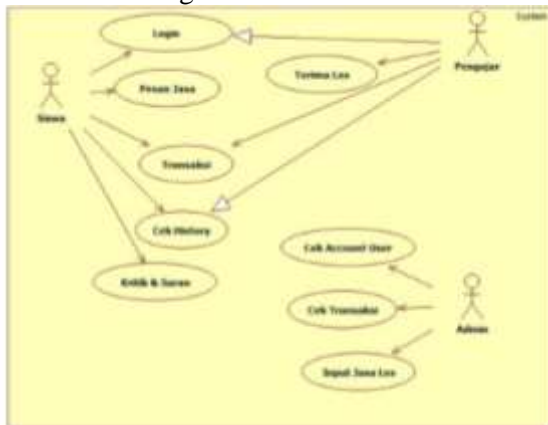 System
Login
Pengajar
Terima Les
Siswa
Pesan Jasa
Transaksi
Cek History
Cek Account User
Kritik & Saran
Cek Transaksi
Admin
Input Jasa Les